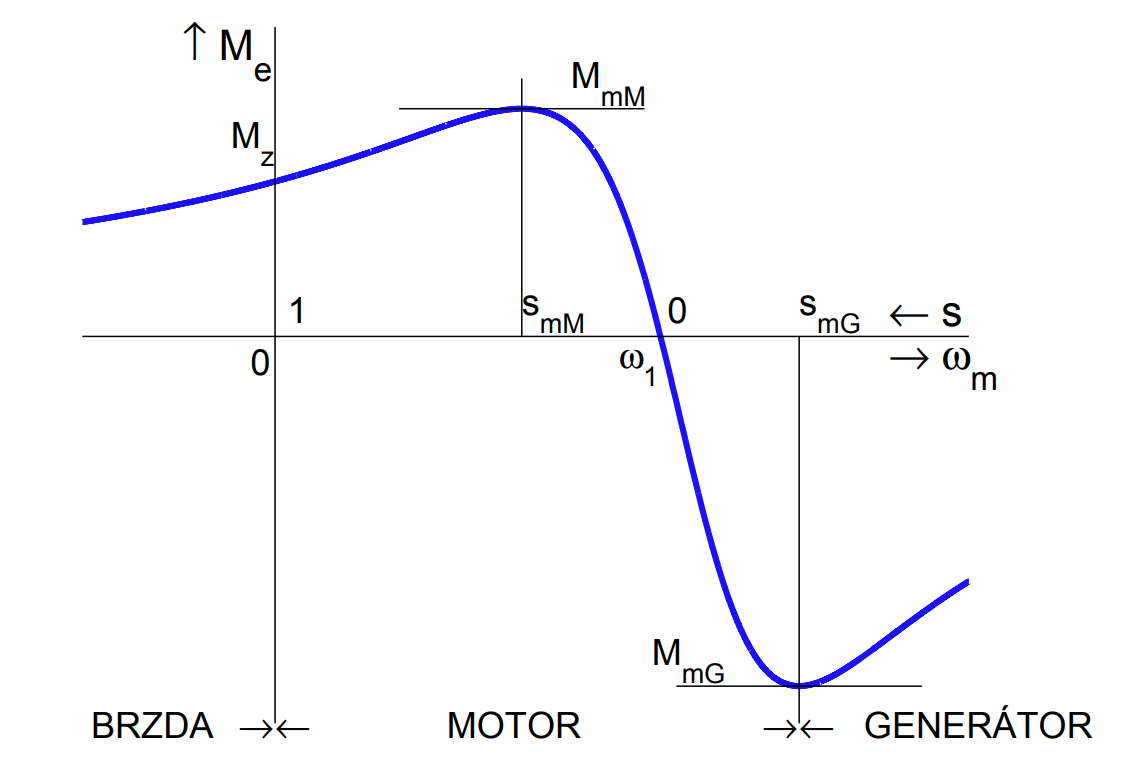 ↑ Me
MmM
Mz
1
smM
0
smG
← s
0
ω1
→ ωm
MmG
BRZDA →← MOTOR →← GENERÁTOR